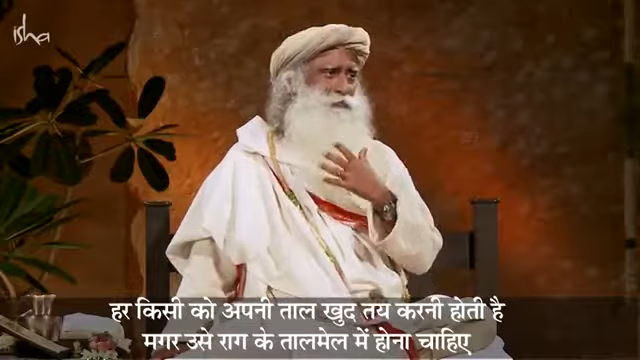 isha
हर किसी को अपनी ताल खुद तय करनी होती है
मगर उसे राग के तालमेल में होना चाहिए